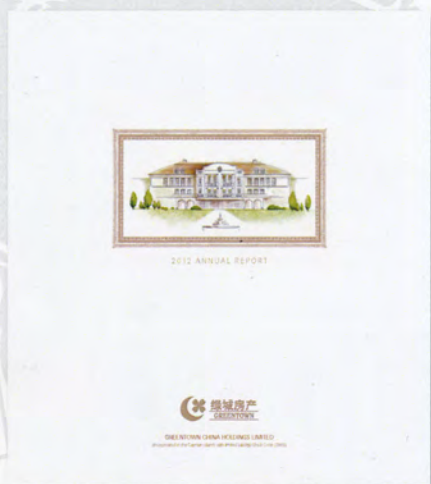 2012 ANNUAL REPORT
绿城房产
GREENTOWN
GREENTOWN CHINA HOLDINGS LIMITED